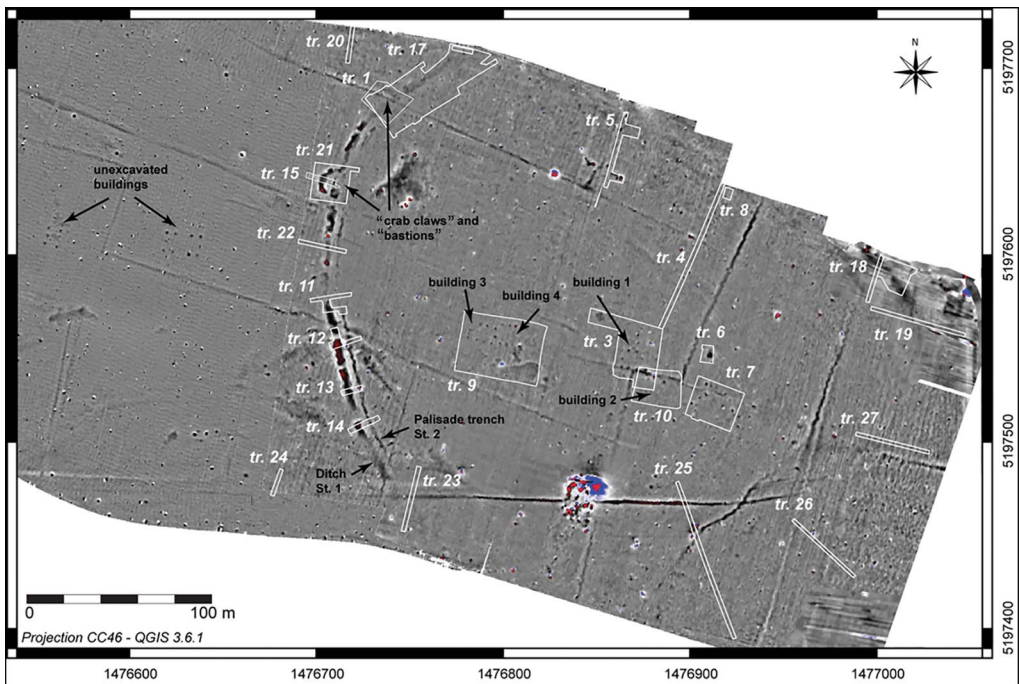 tr. 20
tr. 17
N
tr. 1
5197700
tr. 5
tr. 21
tr. 15
unexcavated
buildings
tr. 8
"crab claws" and
"bastions"
tr. 22
tr. 4
tr. 18
5197600
building 3
building 4
building 1
tr. 11
tr. 19
tr. 6
tr. 12
tr. 3
tr. 7
tr. 13
tr. 9
building 2
tr. 10
tr. 14
Palisade trench
St. 2
tr. 27
5197500
tr. 24
Ditch
St. 1
tr. 23
tr. 25
tr. 26
0
100 m
5197400
Projection CC46 - QGIS 3.6.1
1476600
1476700
1476800
1476900
1477000